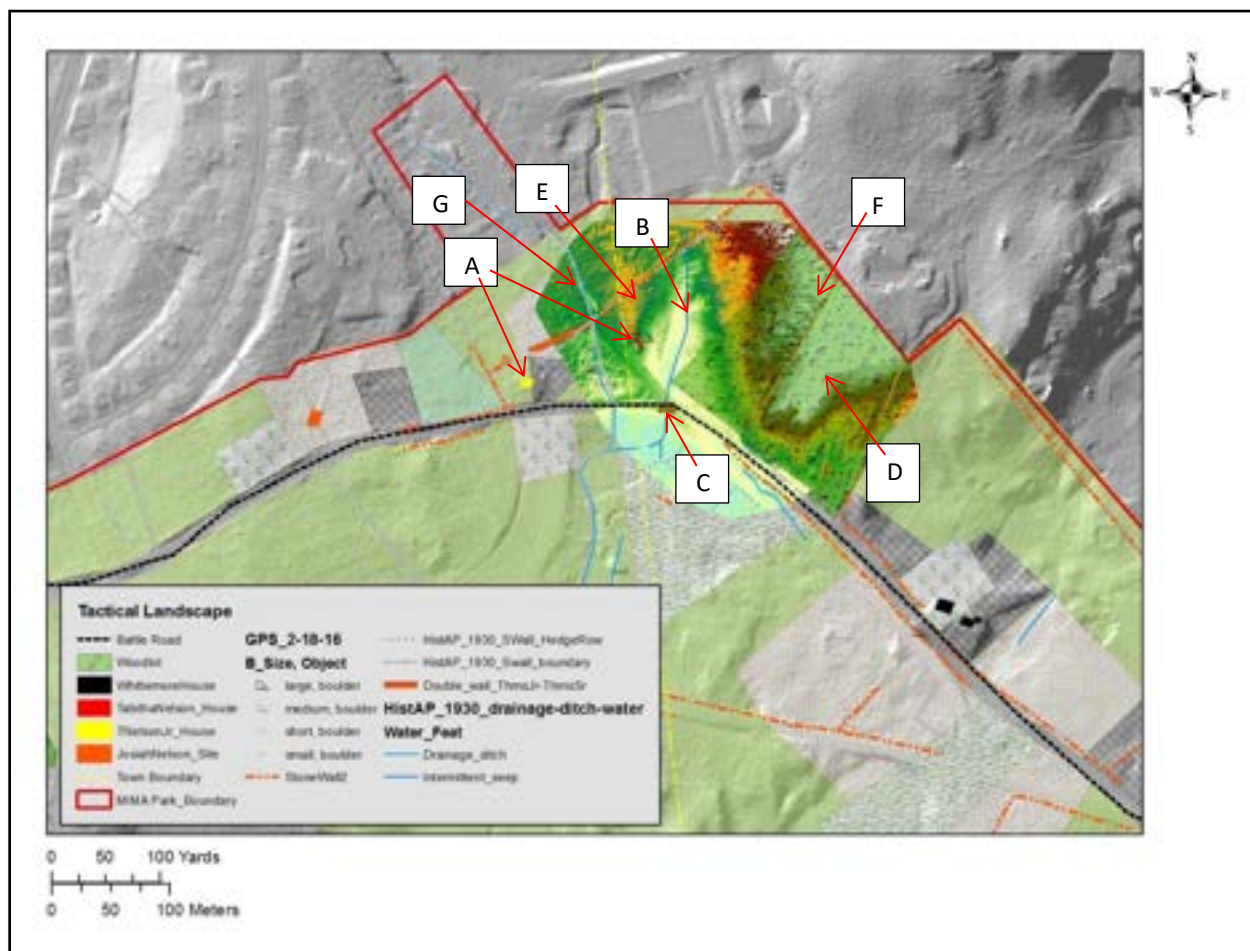 N
W E
S
E
F
G
B
A
C
D
Tactical Landscape
Battle Road
Woodlot
WhittemoreHouse
TabithaNelson_House
TNelsonJr_House
JosiahNelson_Site
Town Boundary
MIMA Park_Boundary
GPS_2-18-16
B_Size, Object
large, boulder
medium, boulder
short, boulder
small, boulder
StoneWall2
HistAP_1930_SWall_HedgeRow
HistAP_1930_Swall_boundary
Double_wall_ThmsJr-ThmsSr
HistAP_1930_drainage-ditch-water
Water_Feat
Drainage_ditch
Intermittent_seep
0 50 100 Yards
0 50 100 Meters